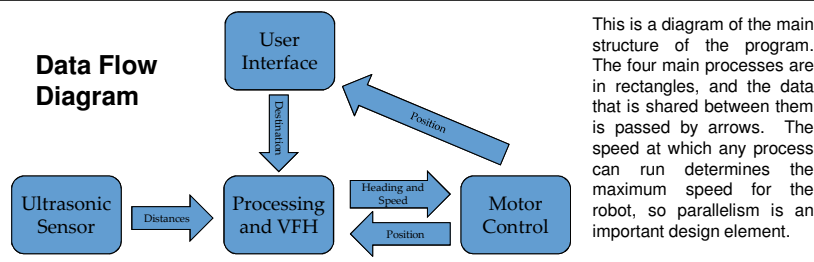 Data Flow
Diagram
User
Interface
Destination
Position
Ultrasonic
Sensor
Distances
Processing
and VFH
Heading and
Speed
Position
Motor
Control
This is a diagram of the main
structure of the program.
The four main processes are
in rectangles, and the data
that is shared between them
is passed by arrows. The
speed at which any process
can run determines the
maximum speed for the
robot, so parallelism is an
important design element.